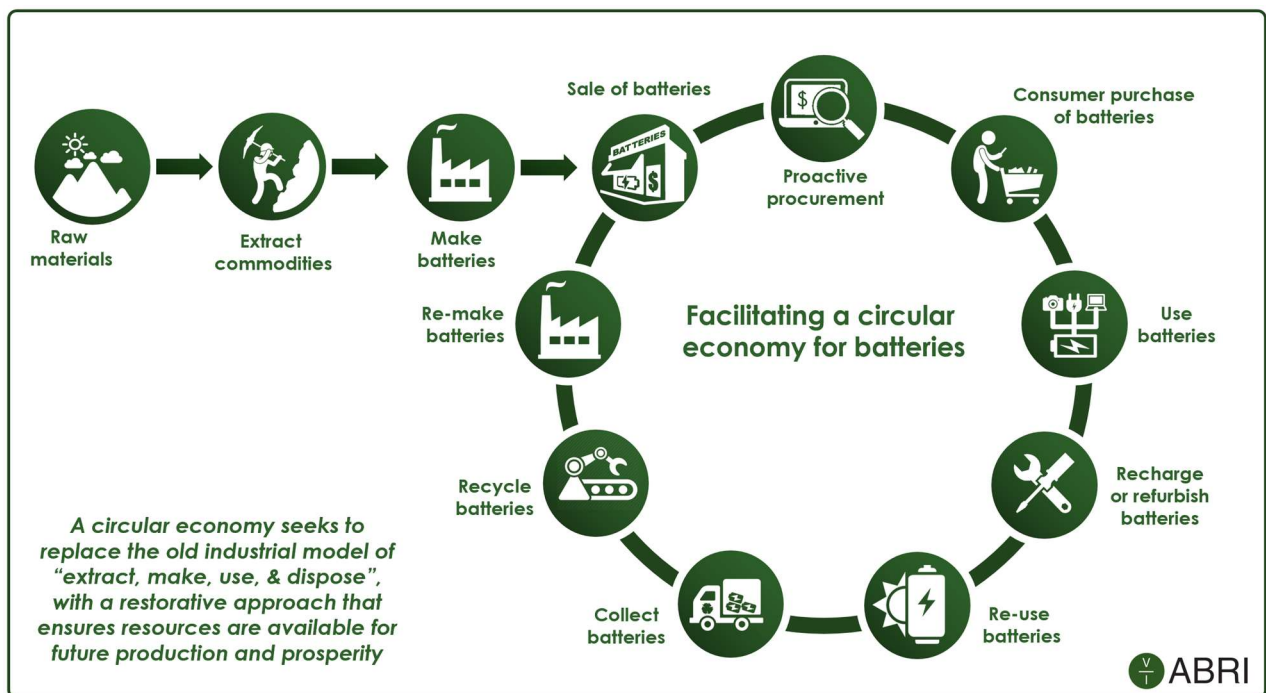 Sale of batteries
BATTERIES
$
$
Proactive
procurement
Consumer purchase
of batteries
Raw
materials
Extract
commodities
Make
batteries
Re-make
batteries
Facilitating a circular
economy for batteries
Use
batteries
Recycle
batteries
Recharge
or refurbish
batteries
Collect
batteries
Re-use
batteries
A circular economy seeks to
replace the old industrial model of
“extract, make, use, & dispose”,
with a restorative approach that
ensures resources are available for
future production and prosperity
V
I
ABRI